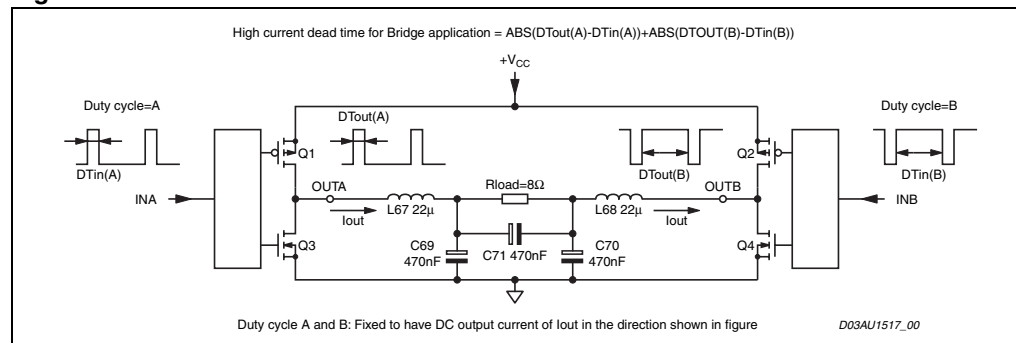 High current dead time for Bridge application = ABS(DTout(A)-DTin(A))+ABS(DTOUT(B)-DTin(B))
+VCC
Duty cycle=A
DTout(A)
Duty cycle=B
Q1
Q2
DTin(A)
DTout(B)
DTin(B)
INA
OUTA
Rload=8Ω
OUTB
INB
Iout
L67 22μ
L68 22μ
Iout
Q3
C69
470nF
C71 470nF
C70
470nF
Q4
Duty cycle A and B: Fixed to have DC output current of Iout in the direction shown in figure
D03AU1517_00